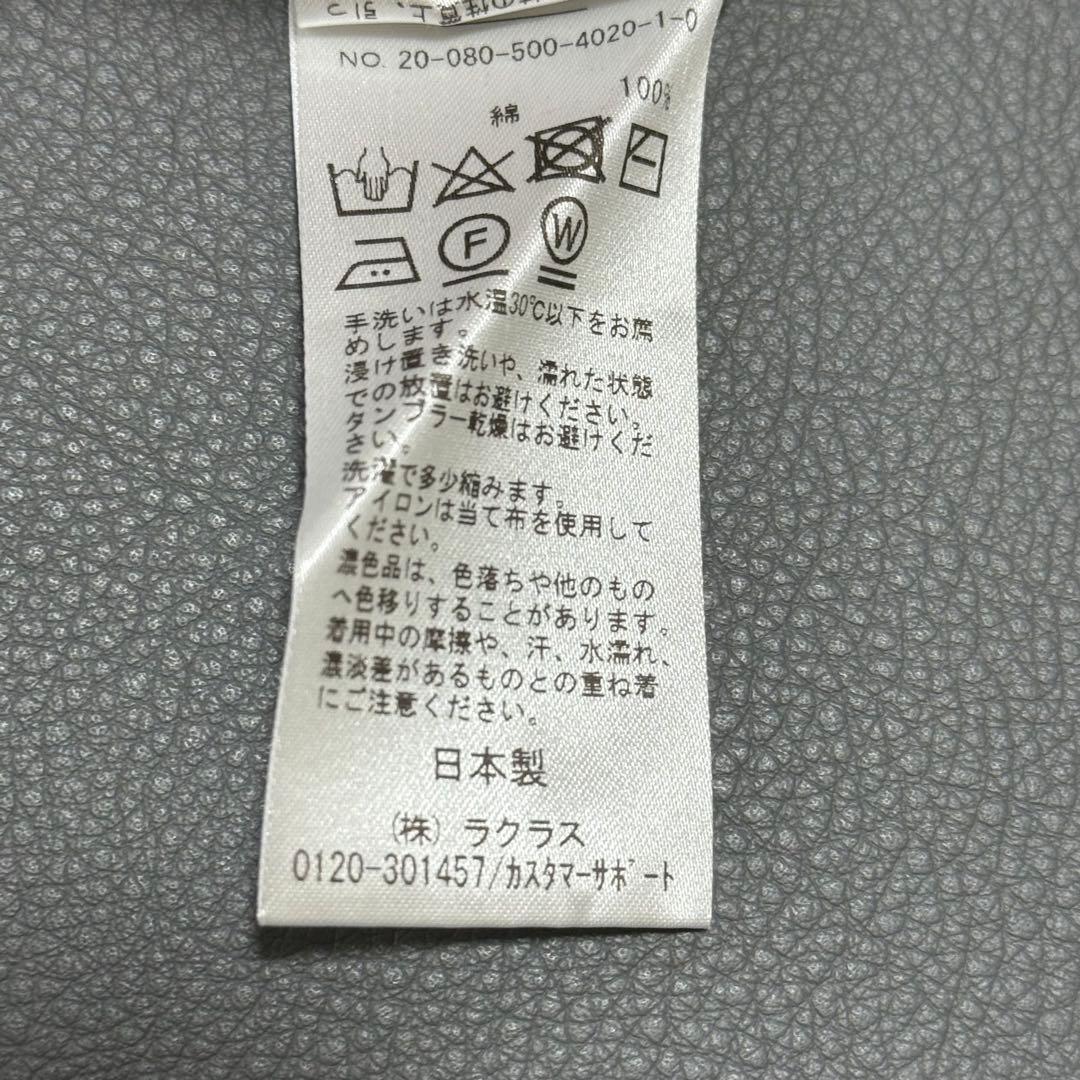 NO. 20-080-500-4020-1-0
綿 100%
F W
手洗いは水温30℃以下をお薦
めします。
浸け置き洗いや、濡れた状態
での放置はお避けください。
タンブラー乾燥はお避けくだ
さい。
洗濯で多少縮みます。
アイロンは当て布を使用して
ください。
濃色品は、色落ちや他のもの
へ色移りすることがあります。
着用中の摩擦や、汗、水濡れ、
濃淡差があるものとの重ね着
にご注意ください。
日本製
(株) ラクラス
0120-301457/カスタマーサポート